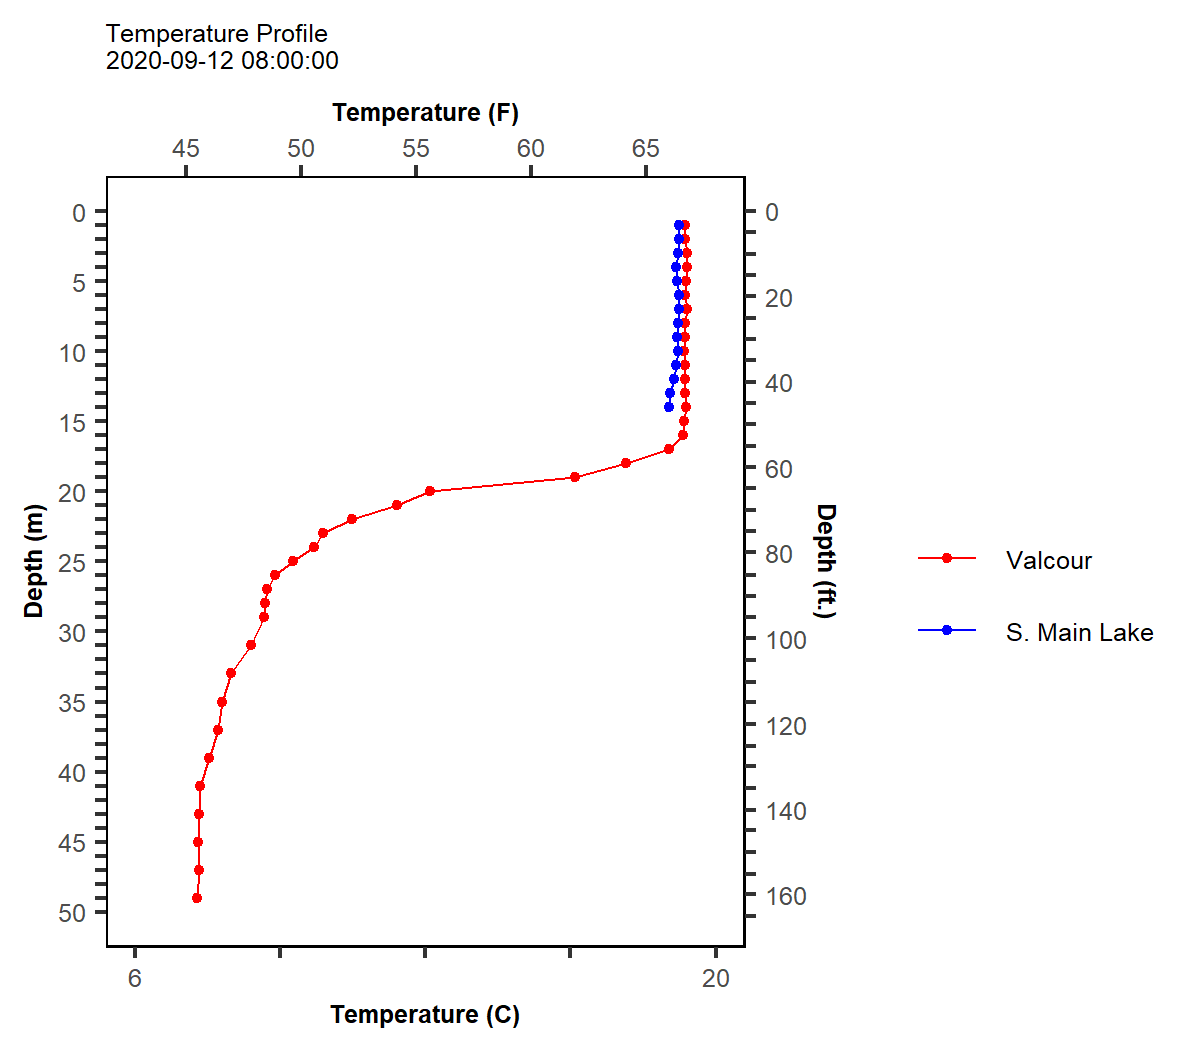 Temperature Profile
2020-09-12 08:00:00
Temperature (F)
45 50 55 60 65
0
5
10
15
20
25
30
35
40
45
50
Depth (m)
0
20
40
60
80
100
120
140
160
Depth (ft.)
Valcour
S. Main Lake
6 20
Temperature (C)